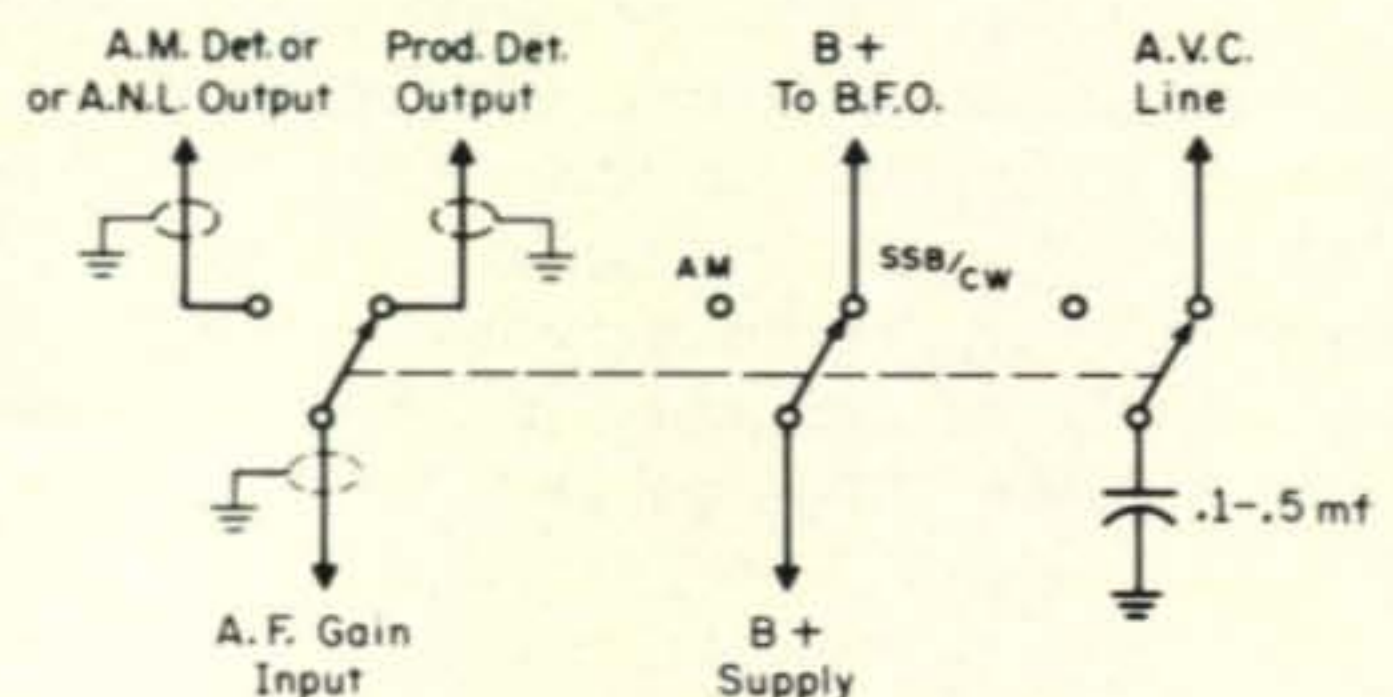 A.M. Det. or
or A.N.L. Output
Prod. Det.
Output
B +
To B.F.O.
A.V.C.
Line
AM
SSB/CW
.1-.5 mf
A.F. Gain
Input
B +
Supply